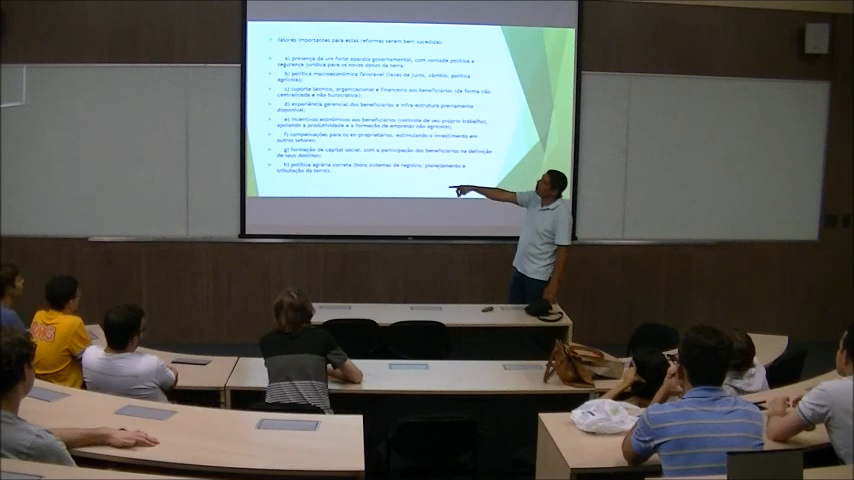 Fatores importantes para estas reformas serem bem sucedidas:
a) presença de um forte aparato governamental, com vontade política e
segurança jurídica para os novos donos da terra;
b) política macroeconômica favorável (taxas de juros, câmbio, política
agrícola);
c) suporte técnico, organizacional e financeiro aos beneficiários (de forma não
centralizada e não burocrática);
d) experiência gerencial dos beneficiários e infra-estrutura previamente
disponível;
e) incentivos econômicos aos beneficiários (controle de seu próprio trabalho),
apoiando a produtividade e a formação de empresas não agrícolas;
f) compensações para os ex-proprietários, estimulando o investimento em
outros setores;
g) formação de capital social, com a participação dos beneficiários na definição
de seus destinos;
h) política agrária correta (bons sistemas de registro, planejamento e
tributação da terra).